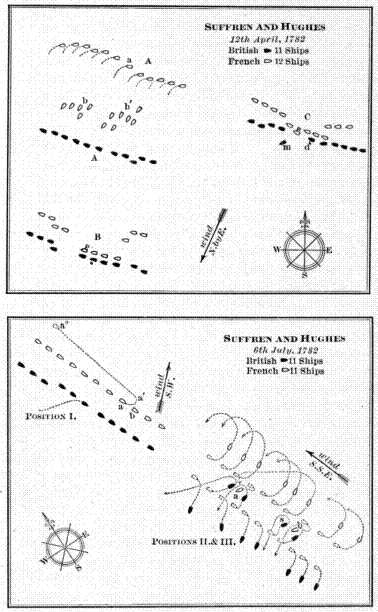 SUFFREN AND HUGHES
12th April, 1782
British 11 Ships
French 12 Ships
a A
b b'
A
C
m d
B
wind
N.byE.
W E
S
SUFFREN AND HUGHES
6th July, 1782
British 11 Ships
French 11 Ships
a"
a'
a
b
wind
S.W.
POSITION I.
wind
S.S.E.
a
s
POSITIONS II.& III.
W